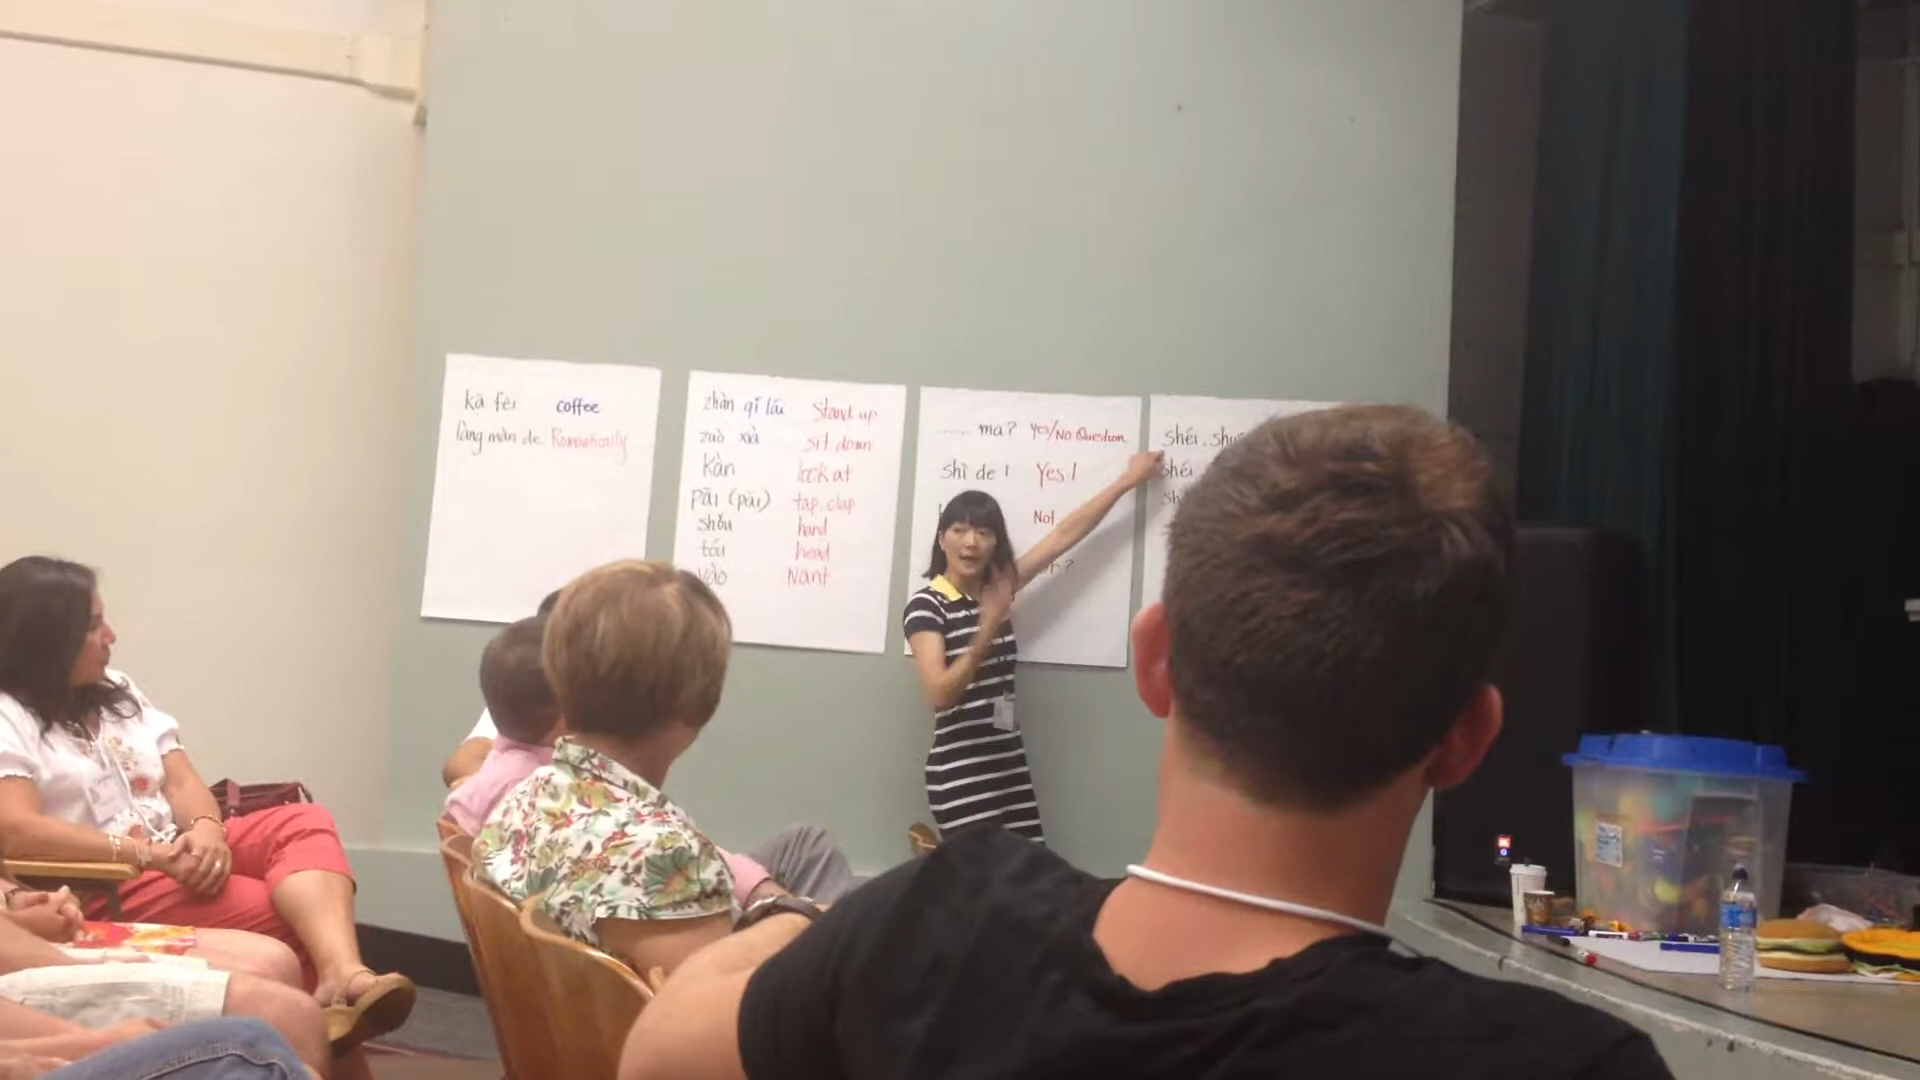 kā fēi coffee
làng màn de Romantically
zhàn qǐ lái Stand up
zuò xià sit down
kàn look at
pāi (pāi) tap, clap
shǒu hand
tóu head
yào Want
...... ma? Yes/No Question
shì de! Yes!
Not
or?
shéi.
shéi